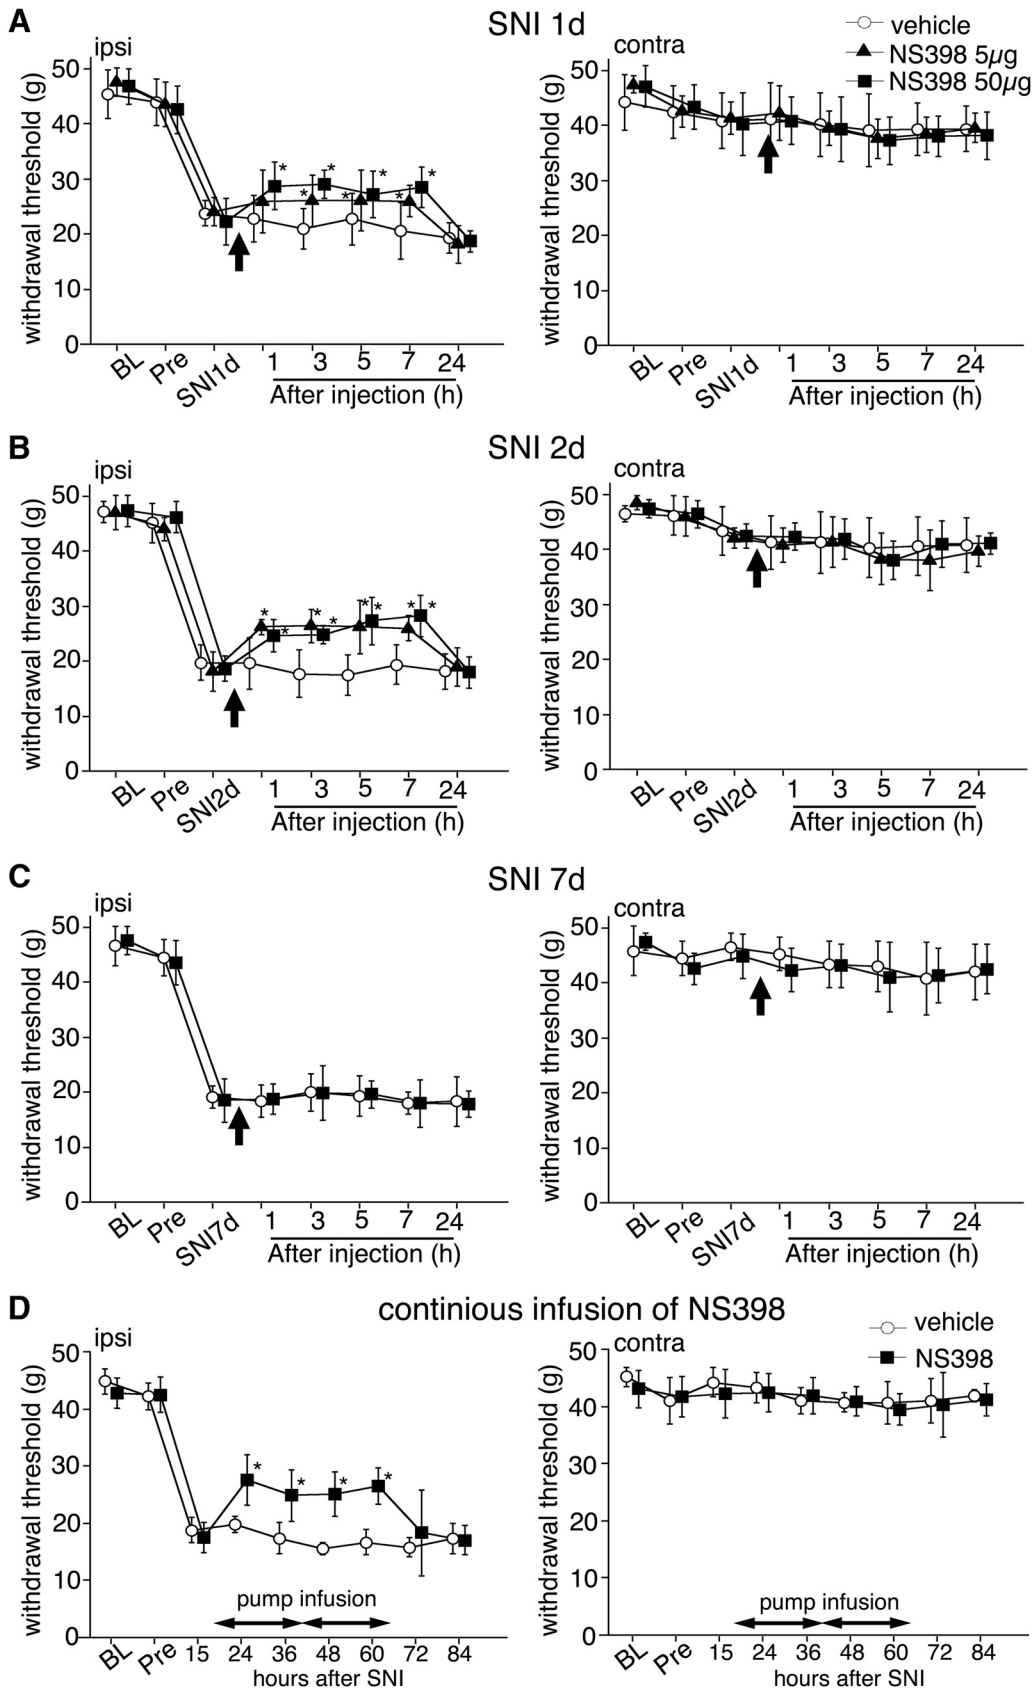 A
SNI 1d
vehicle
NS398 5µg
NS398 50µg
ipsi
withdrawal threshold (g)
50
40
30
20
10
0
* * * * * * *
BL Pre SNI1d 1 3 5 7 24
After injection (h)
contra
withdrawal threshold (g)
50
40
30
20
10
0
BL Pre SNI1d 1 3 5 7 24
After injection (h)
B
SNI 2d
ipsi
withdrawal threshold (g)
50
40
30
20
10
0
* * * * * * * *
BL Pre SNI2d 1 3 5 7 24
After injection (h)
contra
withdrawal threshold (g)
50
40
30
20
10
0
BL Pre SNI2d 1 3 5 7 24
After injection (h)
C
SNI 7d
ipsi
withdrawal threshold (g)
50
40
30
20
10
0
BL Pre SNI7d 1 3 5 7 24
After injection (h)
contra
withdrawal threshold (g)
50
40
30
20
10
0
BL Pre SNI7d 1 3 5 7 24
After injection (h)
D
continious infusion of NS398
vehicle
NS398
ipsi
withdrawal threshold (g)
50
40
30
20
10
0
* * * *
pump infusion
BL Pre 15 24 36 48 60 72 84
hours after SNI
contra
withdrawal threshold (g)
50
40
30
20
10
0
pump infusion
BL Pre 15 24 36 48 60 72 84
hours after SNI